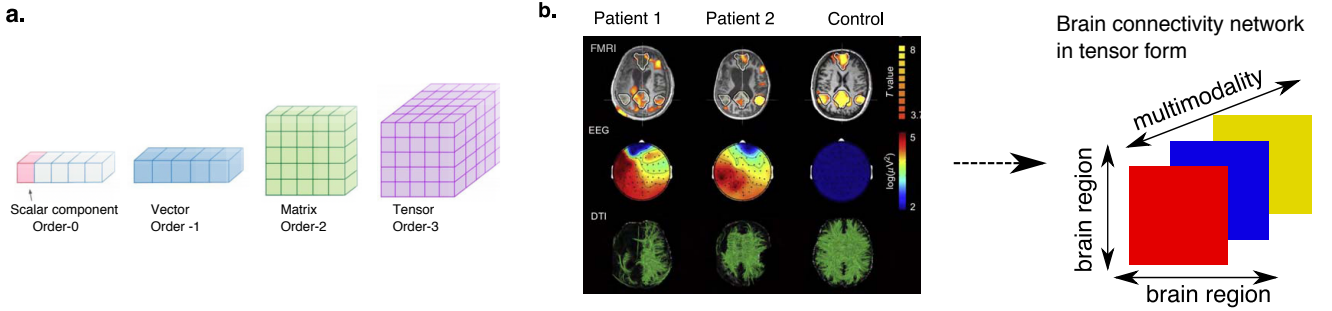 a.
Scalar component
Order-0
Vector
Order -1
Matrix
Order-2
Tensor
Order-3
b.
Patient 1
Patient 2
Control
FMRI
8
T value
3.7
EEG
5
log(µV²)
2
DTI
Brain connectivity network
in tensor form
multimodality
brain region
brain region